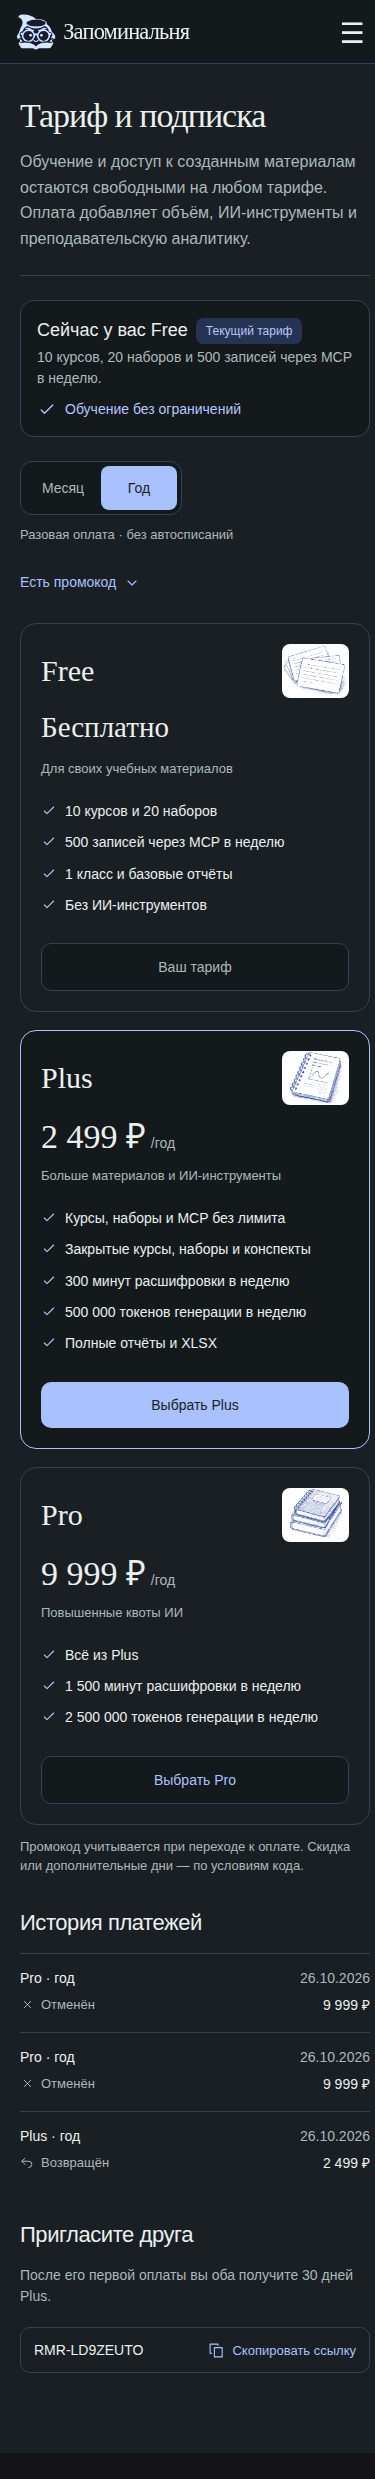 Запоминальня
Тариф и подписка
Обучение и доступ к созданным материалам
остаются свободными на любом тарифе.
Оплата добавляет объём, ИИ-инструменты и
преподавательскую аналитику.
Сейчас у вас Free Текущий тариф
10 курсов, 20 наборов и 500 записей через MCP
в неделю.
Обучение без ограничений
Месяц Год
Разовая оплата · без автосписаний
Есть промокод
Free
Бесплатно
Для своих учебных материалов
10 курсов и 20 наборов
500 записей через MCP в неделю
1 класс и базовые отчёты
Без ИИ-инструментов
Ваш тариф
Plus
2 499 ₽ /год
Больше материалов и ИИ-инструменты
Курсы, наборы и MCP без лимита
Закрытые курсы, наборы и конспекты
300 минут расшифровки в неделю
500 000 токенов генерации в неделю
Полные отчёты и XLSX
Выбрать Plus
Pro
9 999 ₽ /год
Повышенные квоты ИИ
Всё из Plus
1 500 минут расшифровки в неделю
2 500 000 токенов генерации в неделю
Выбрать Pro
Промокод учитывается при переходе к оплате. Скидка
или дополнительные дни — по условиям кода.
История платежей
Pro · год 26.10.2026
Отменён 9 999 ₽
Pro · год 26.10.2026
Отменён 9 999 ₽
Plus · год 26.10.2026
Возвращён 2 499 ₽
Пригласите друга
После его первой оплаты вы оба получите 30 дней
Plus.
RMR-LD9ZEUTO Скопировать ссылку